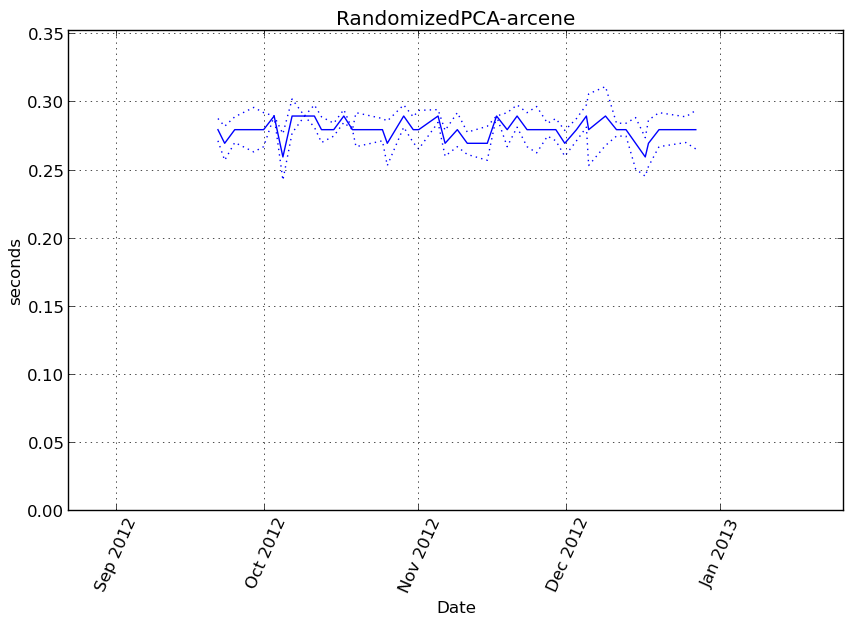 RandomizedPCA-arcene
0.35
0.30
0.25
0.20
0.15
0.10
0.05
0.00
seconds
Sep 2012
Oct 2012
Nov 2012
Dec 2012
Jan 2013
Date